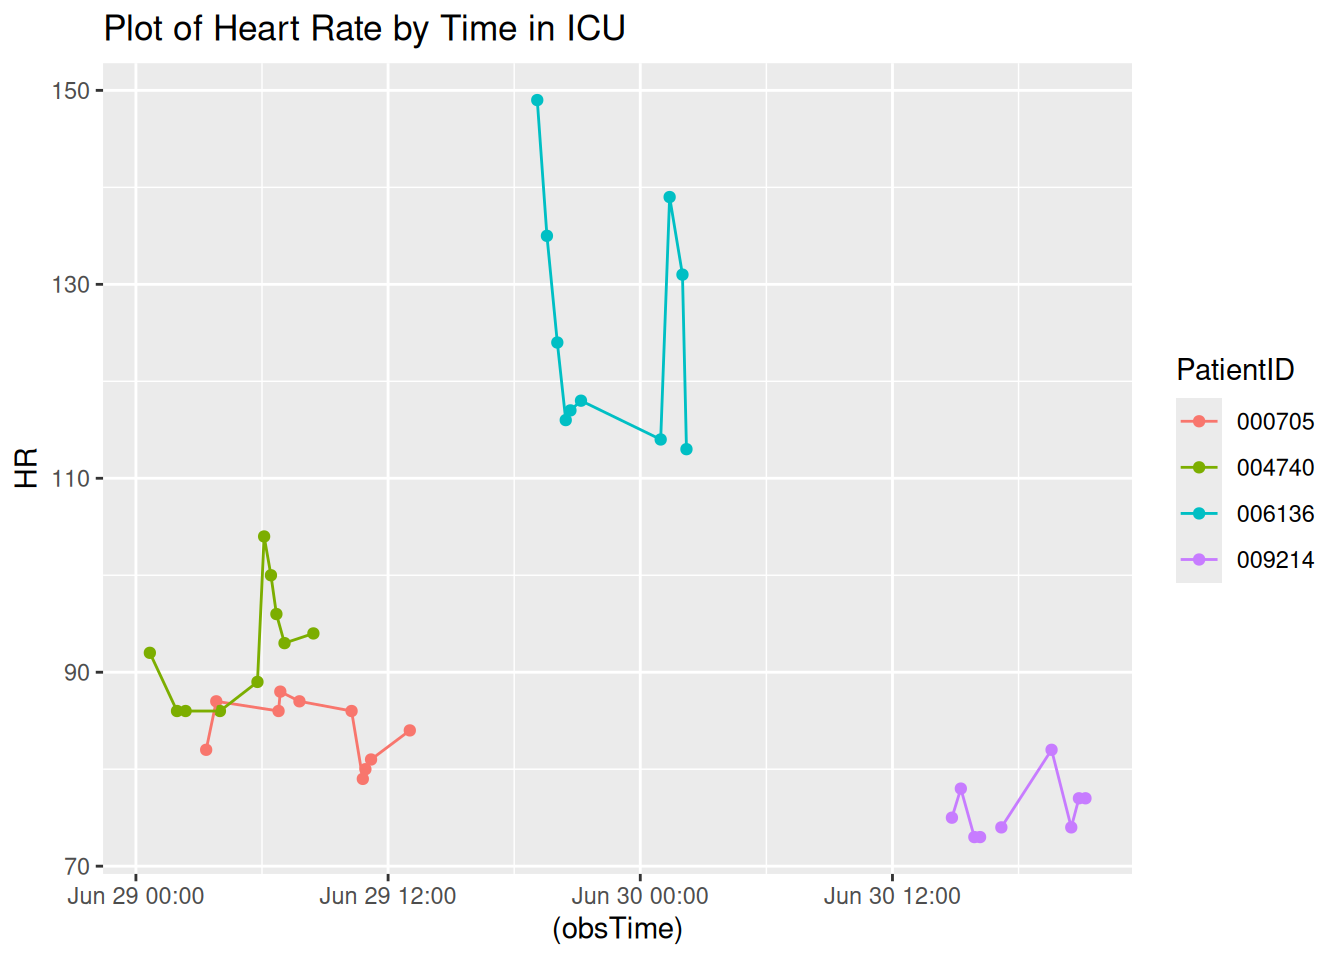 Plot of Heart Rate by Time in ICU
150
130
110
90
70
HR
Jun 29 00:00
Jun 29 12:00
Jun 30 00:00
Jun 30 12:00
(obsTime)
PatientID
000705
004740
006136
009214